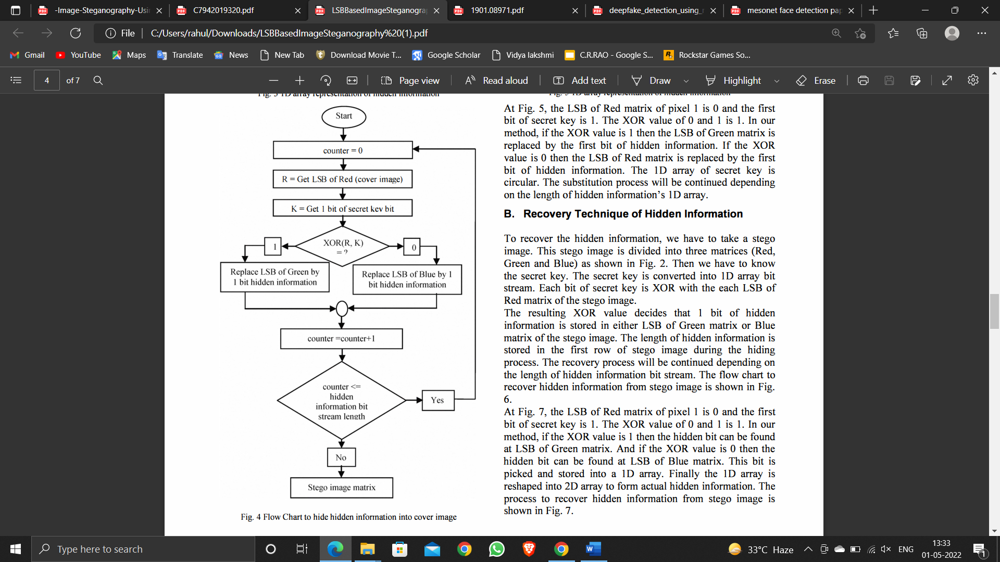 -Image-Steganography-Usi
C7942019320.pdf
LSBBasedImageSteganogra
1901.08971.pdf
deepfake_detection_using_
mesonet face detection pap
File
C:/Users/rahul/Downloads/LSBBasedImageSteganography%20(1).pdf
Gmail
YouTube
Maps
Translate
News
New Tab
Download Movie T...
Google Scholar
Vidya lakshmi
C.R.RAO - Google S...
Rockstar Games So...
4
of 7
Page view
Read aloud
Add text
Draw
Highlight
Erase
Fig. 3 1D array representation of hidden information
Start
counter = 0
R = Get LSB of Red (cover image)
K = Get 1 bit of secret key bit
XOR(R, K)
= ?
1
0
Replace LSB of Green by
1 bit hidden information
Replace LSB of Blue by 1
bit hidden information
counter =counter+1
counter <=
hidden
information bit
stream length
Yes
No
Stego image matrix
Fig. 4 Flow Chart to hide hidden information into cover image
Fig. 5 1D array representation of hidden information
At Fig. 5, the LSB of Red matrix of pixel 1 is 0 and the first
bit of secret key is 1. The XOR value of 0 and 1 is 1. In our
method, if the XOR value is 1 then the LSB of Green matrix is
replaced by the first bit of hidden information. If the XOR
value is 0 then the LSB of Red matrix is replaced by the first
bit of hidden information. The 1D array of secret key is
circular. The substitution process will be continued depending
on the length of hidden information's 1D array.
B. Recovery Technique of Hidden Information
To recover the hidden information, we have to take a stego
image. This stego image is divided into three matrices (Red,
Green and Blue) as shown in Fig. 2. Then we have to know
the secret key. The secret key is converted into 1D array bit
stream. Each bit of secret key is XOR with the each LSB of
Red matrix of the stego image.
The resulting XOR value decides that 1 bit of hidden
information is stored in either LSB of Green matrix or Blue
matrix of the stego image. The length of hidden information is
stored in the first row of stego image during the hiding
process. The recovery process will be continued depending on
the length of hidden information bit stream. The flow chart to
recover hidden information from stego image is shown in Fig.
6.
At Fig. 7, the LSB of Red matrix of pixel 1 is 0 and the first
bit of secret key is 1. The XOR value of 0 and 1 is 1. In our
method, if the XOR value is 1 then the hidden bit can be found
at LSB of Green matrix. And if the XOR value is 0 then the
hidden bit can be found at LSB of Blue matrix. This bit is
picked and stored into a 1D array. Finally the 1D array is
reshaped into 2D array to form actual hidden information. The
process to recover hidden information from stego image is
shown in Fig. 7.
Type here to search
33°C Haze
ENG
13:33
01-05-2022
1